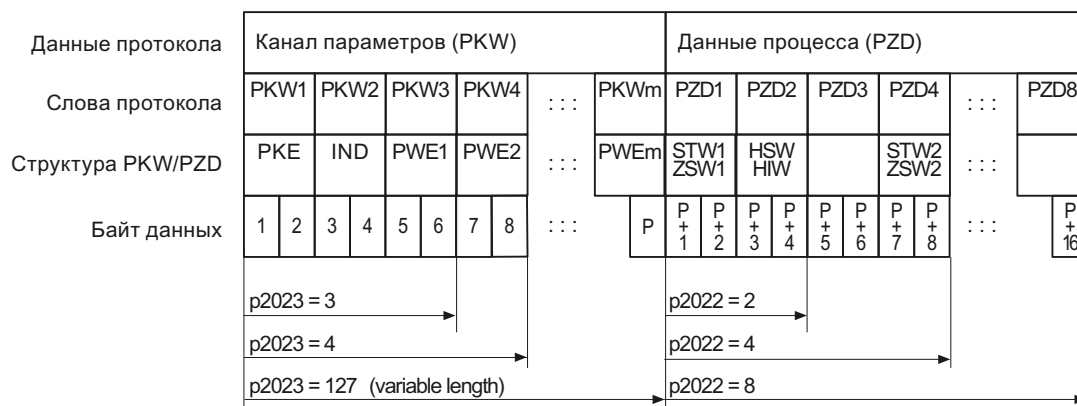 Данные протокола Канал параметров (PKW) Данные процесса (PZD)
Слова протокола PKW1 PKW2 PKW3 PKW4 : : : PKWm PZD1 PZD2 PZD3 PZD4 : : : PZD8
Структура PKW/PZD PKE IND PWE1 PWE2 : : : PWEm STW1 ZSW1 HSW HIW STW2 ZSW2 : : :
Байт данных 1 2 3 4 5 6 7 8 : : : P P+1 P+2 P+3 P+4 P+5 P+6 P+7 P+8 : : : P+16
p2023 = 3 p2022 = 2
p2023 = 4 p2022 = 4
p2023 = 127 (variable length) p2022 = 8